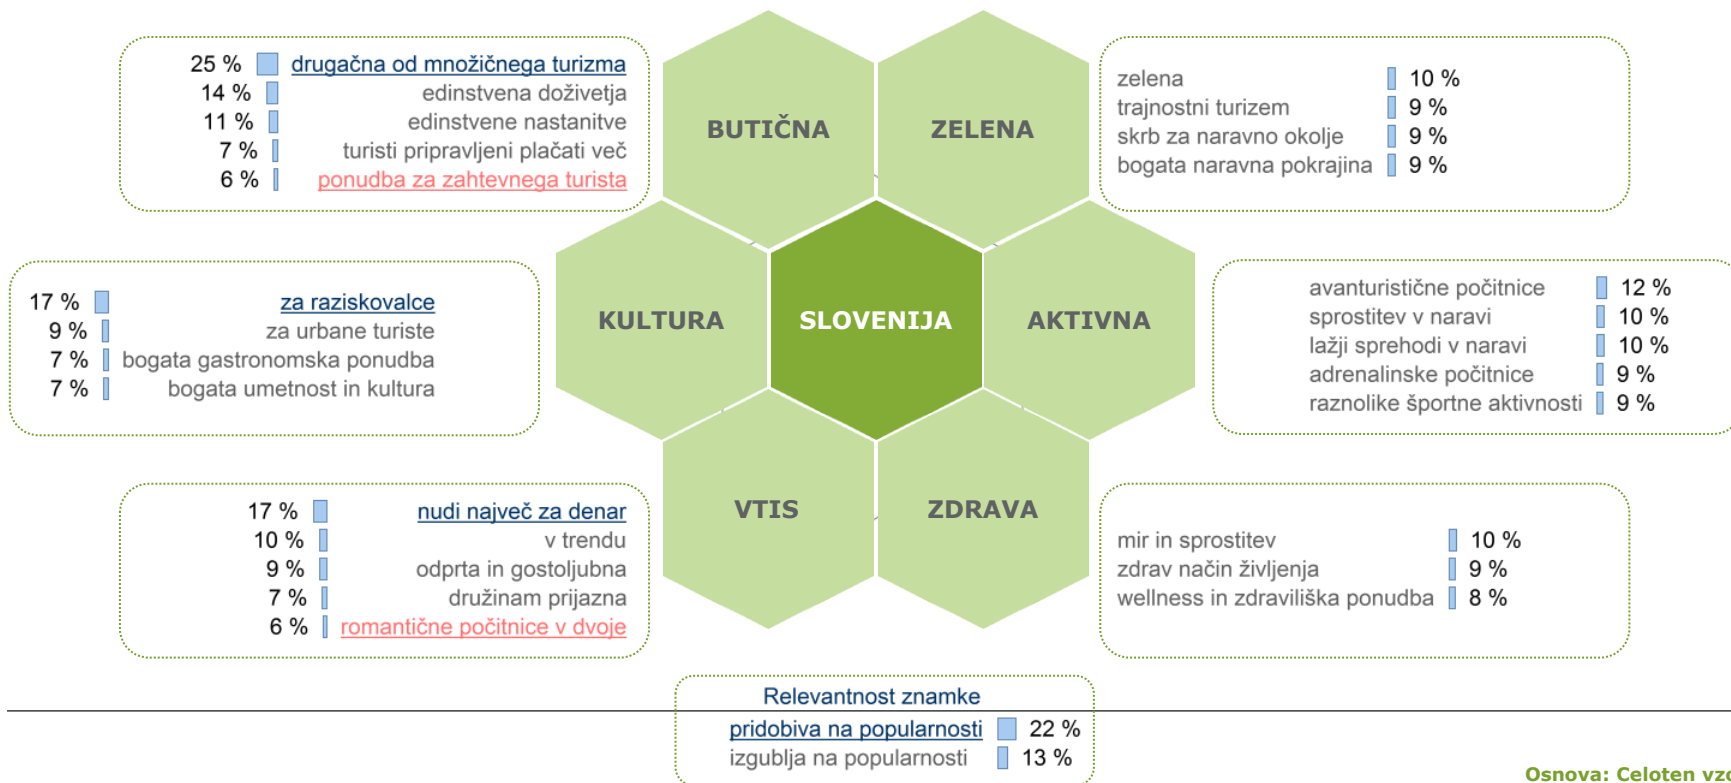 25 % drugačna od množičnega turizma
14 % edinstvena doživetja
11 % edinstvene nastanitve
7 % turisti pripravljeni plačati več
6 % ponudba za zahtevnega turista
BUTIČNA
ZELENA
zelena 10 %
trajnostni turizem 9 %
skrb za naravno okolje 9 %
bogata naravna pokrajina 9 %
17 % za raziskovalce
9 % za urbane turiste
7 % bogata gastronomska ponudba
7 % bogata umetnost in kultura
KULTURA
SLOVENIJA
AKTIVNA
avanturistične počitnice 12 %
sprostitev v naravi 10 %
lažji sprehodi v naravi 10 %
adrenalinske počitnice 9 %
raznolike športne aktivnosti 9 %
17 % nudi največ za denar
10 % v trendu
9 % odprta in gostoljubna
7 % družinam prijazna
6 % romantične počitnice v dvoje
VTIS
ZDRAVA
mir in sprostitev 10 %
zdrav način življenja 9 %
wellness in zdraviliška ponudba 8 %
Relevantnost znamke
pridobiva na popularnosti 22 %
izgublja na popularnosti 13 %
Osnova: Celoten vzo